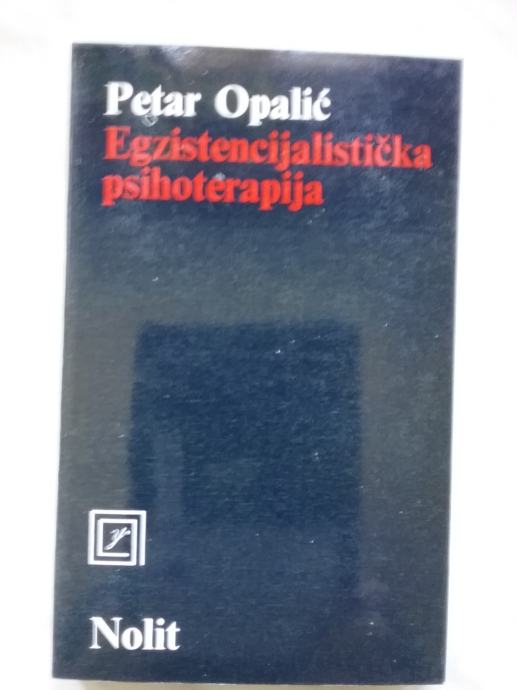 Petar Opalić
Egzistencijalistička
psihoterapija
Nolit